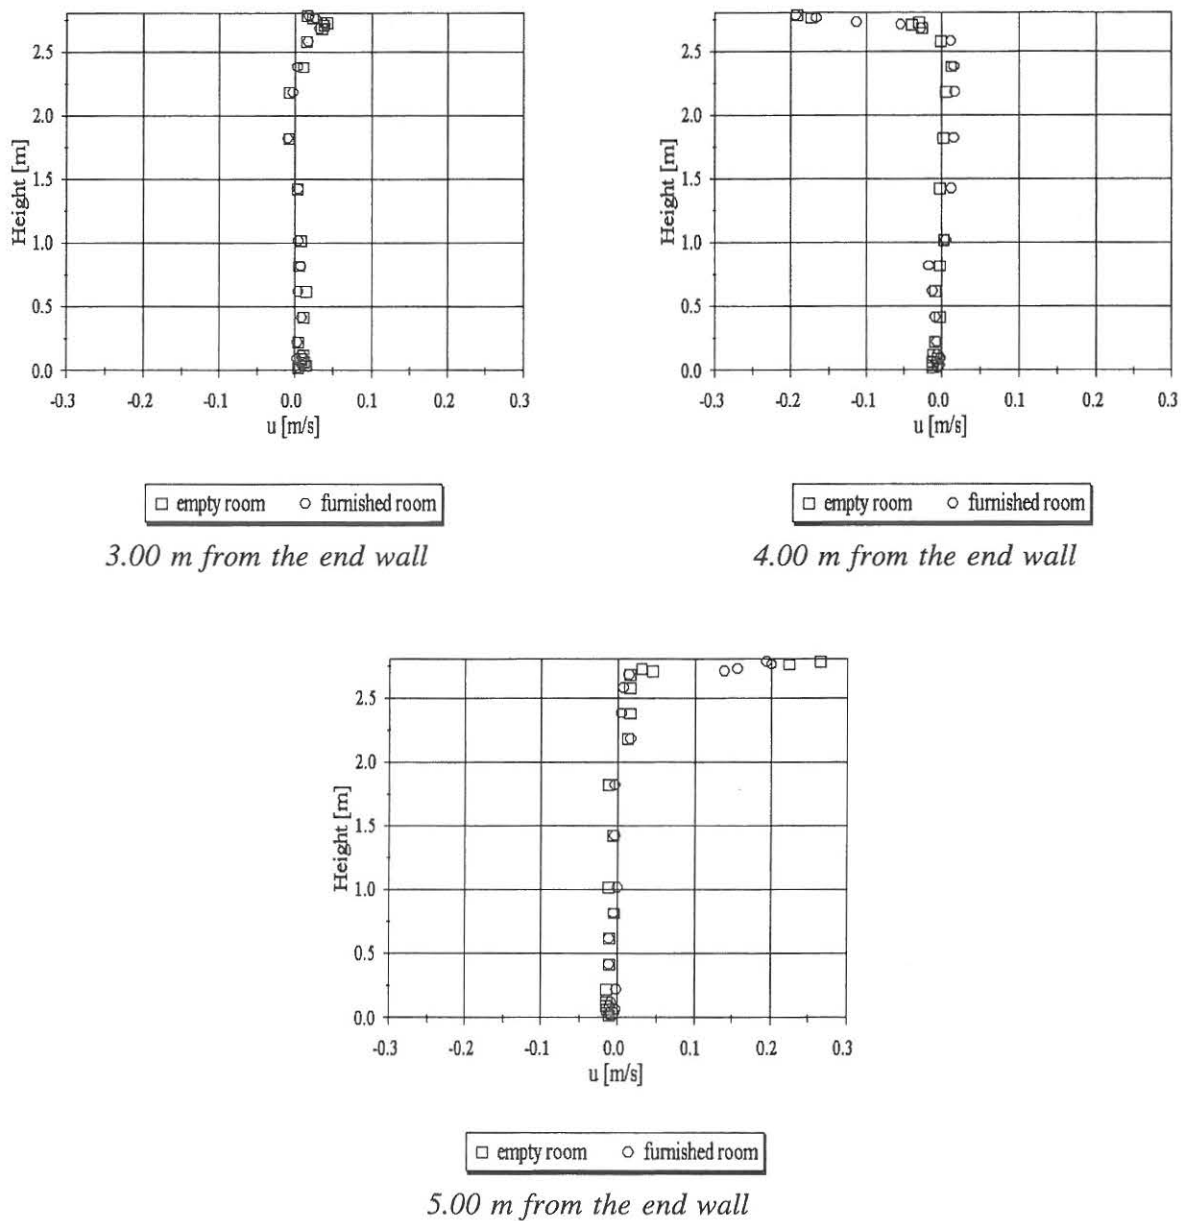 2.5
2.0
1.5
1.0
0.5
0.0
Height [m]
-0.3 -0.2 -0.1 0.0 0.1 0.2 0.3
u [m/s]
empty room furnished room
3.00 m from the end wall
2.5
2.0
1.5
1.0
0.5
0.0
Height [m]
-0.3 -0.2 -0.1 0.0 0.1 0.2 0.3
u [m/s]
empty room furnished room
4.00 m from the end wall
2.5
2.0
1.5
1.0
0.5
0.0
Height [m]
-0.3 -0.2 -0.1 0.0 0.1 0.2 0.3
u [m/s]
empty room furnished room
5.00 m from the end wall